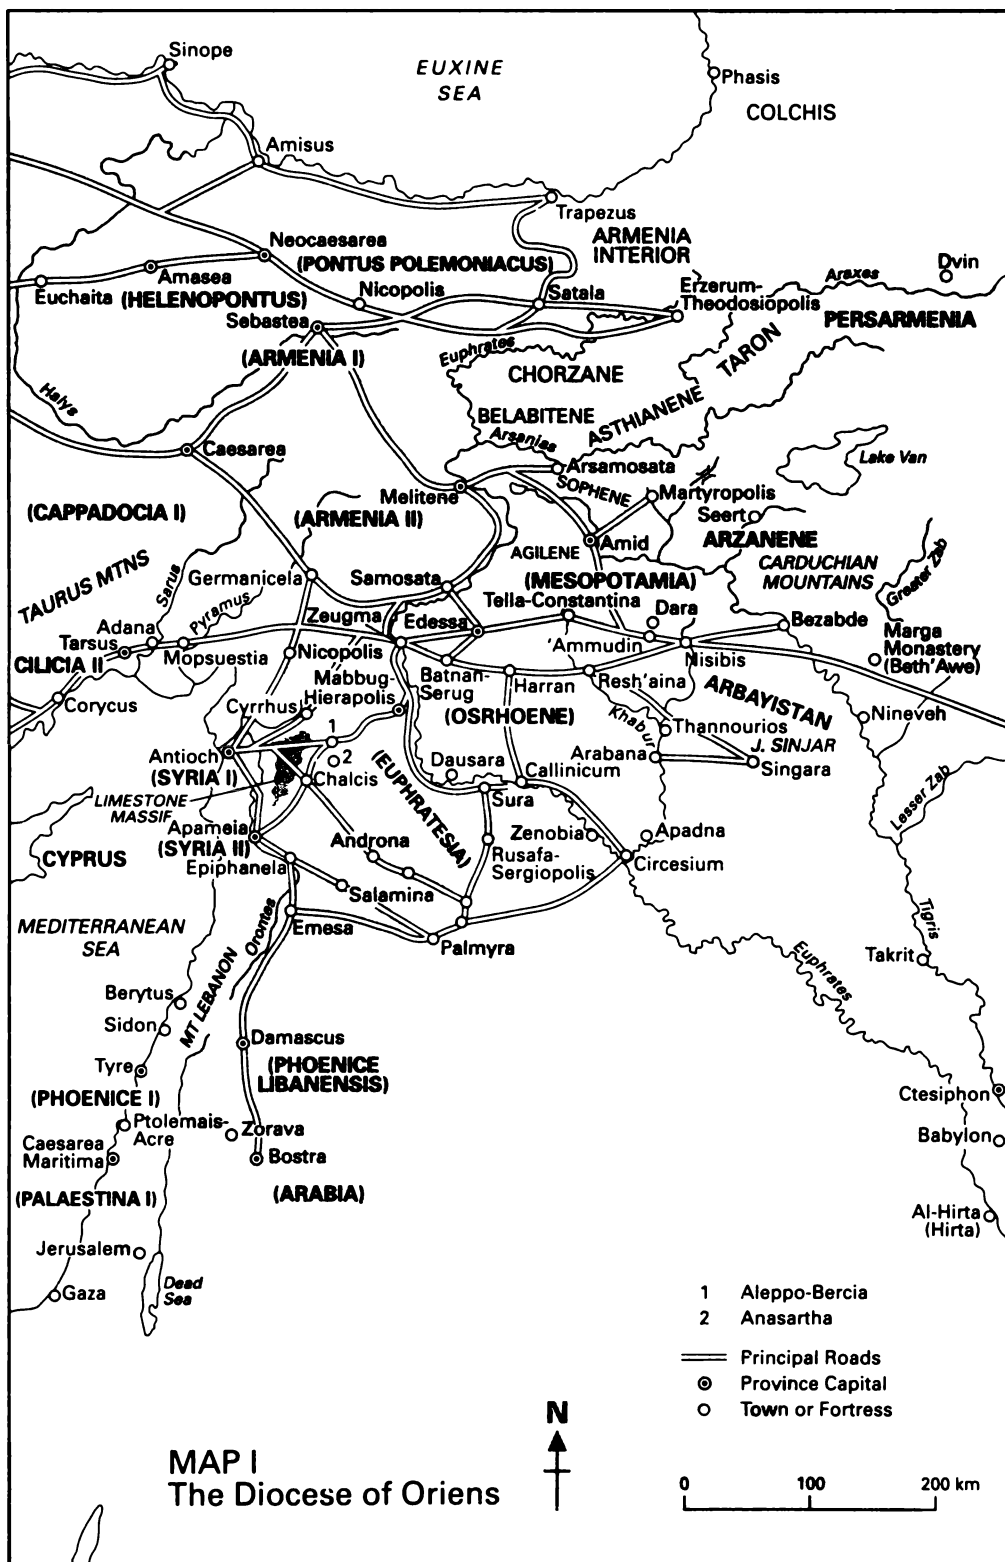 Sinope
EUXINE
SEA
Phasis
COLCHIS
Amisus
Trapezus
ARMENIA
INTERIOR
Neocaesarea
(PONTUS POLEMONIACUS)
Dvin
Araxes
Amasea
Euchaita
(HELENOPONTUS)
Nicopolis
Satala
Erzerum-
Theodosiopolis
PERSARMENIA
Sebastea
(ARMENIA I)
Euphrates
CHORZANE
TARON
Halys
BELABITENE
ASTHIANENE
Arsanias
Caesarea
Lake Van
Arsamosata
SOPHENE
Melitene
Martyropolis
Seert
(CAPPADOCIA I)
(ARMENIA II)
ARZANENE
AGILENE
Amid
CARDUCHIAN
MOUNTAINS
TAURUS MTNS
Sarus
Germanicela
Samosata
(MESOPOTAMIA)
Greater Zab
Pyramus
Zeugma
Edessa
Tella-Constantina
Dara
Bezabde
Adana
Tarsus
'Ammudin
Marga
Monastery
(Beth'Awe)
CILICIA II
Mopsuestia
Nicopolis
Nisibis
Mabbug-
Hierapolis
Batnan-
Serug
Harran
Resh'aina
ARBAYISTAN
Corycus
Cyrrhus
(OSRHOENE)
Khabur
Thannourios
Nineveh
1
Antioch
2
(SYRIA I)
Chalcis
(EUPHRATESIA)
Dausara
Callinicum
Arabana
J. SINJAR
Singara
LIMESTONE
MASSIF
Sura
Lesser Zab
Apameia
(SYRIA II)
Androna
Zenobia
Apadna
CYPRUS
Epiphaneia
Rusafa-
Sergiopolis
Circesium
Salamina
MEDITERRANEAN
SEA
Orontes
Emesa
Palmyra
Tigris
Takrit
Euphrates
MT LEBANON
Berytus
Sidon
Damascus
Tyre
(PHOENICE
LIBANENSIS)
(PHOENICE I)
Ctesiphon
Ptolemais-
Acre
Zorava
Babylon
Caesarea
Maritima
Bostra
(PALAESTINA I)
(ARABIA)
Al-Hirta
(Hirta)
Jerusalem
Gaza
Dead
Sea
1 Aleppo-Bercia
2 Anasartha
Principal Roads
Province Capital
Town or Fortress
N
MAP I
The Diocese of Oriens
0 100 200 km